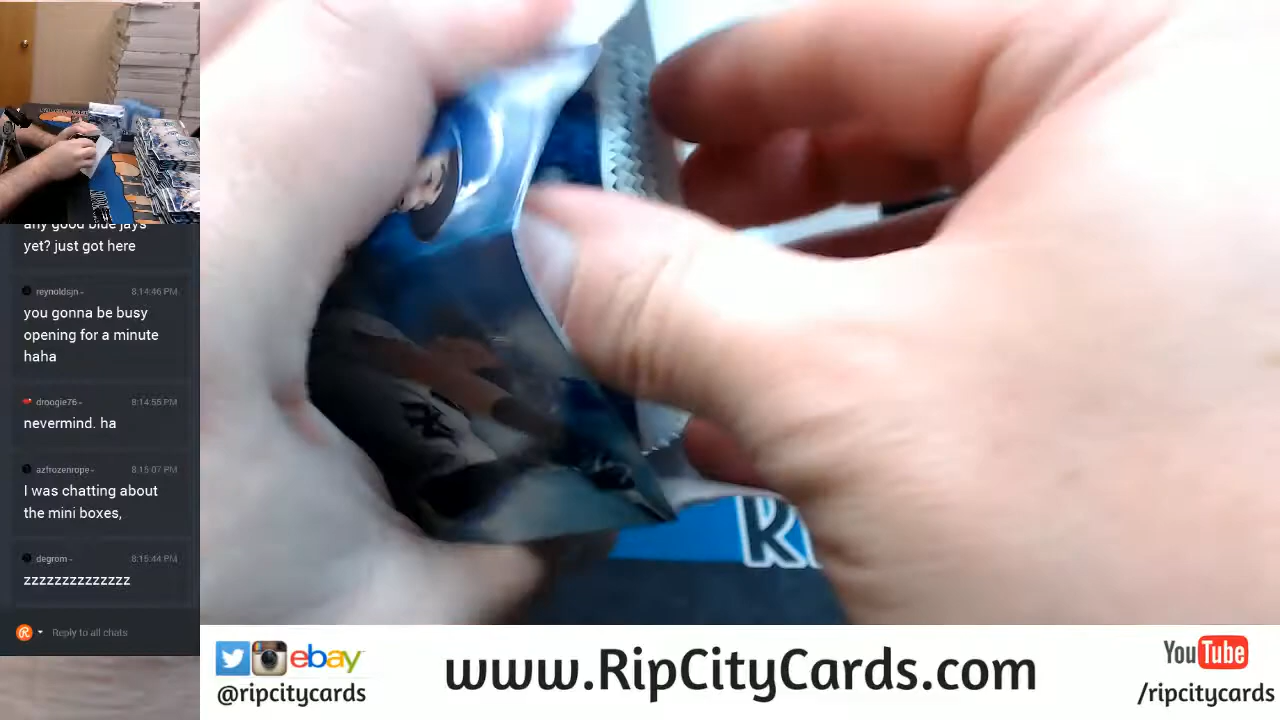 any good blue jays
yet? just got here
reynoldsjn
8:14:46 PM
you gonna be busy
opening for a minute
haha
droogie76
8:14:55 PM
nevermind. ha
azfrozenrope
8:15:07 PM
I was chatting about
the mini boxes,
degrom
8:15:44 PM
zzzzzzzzzzzzzz
Reply to all chats
ebay
@ripcitycards
www.RipCityCards.com
YouTube
/ripcitycards